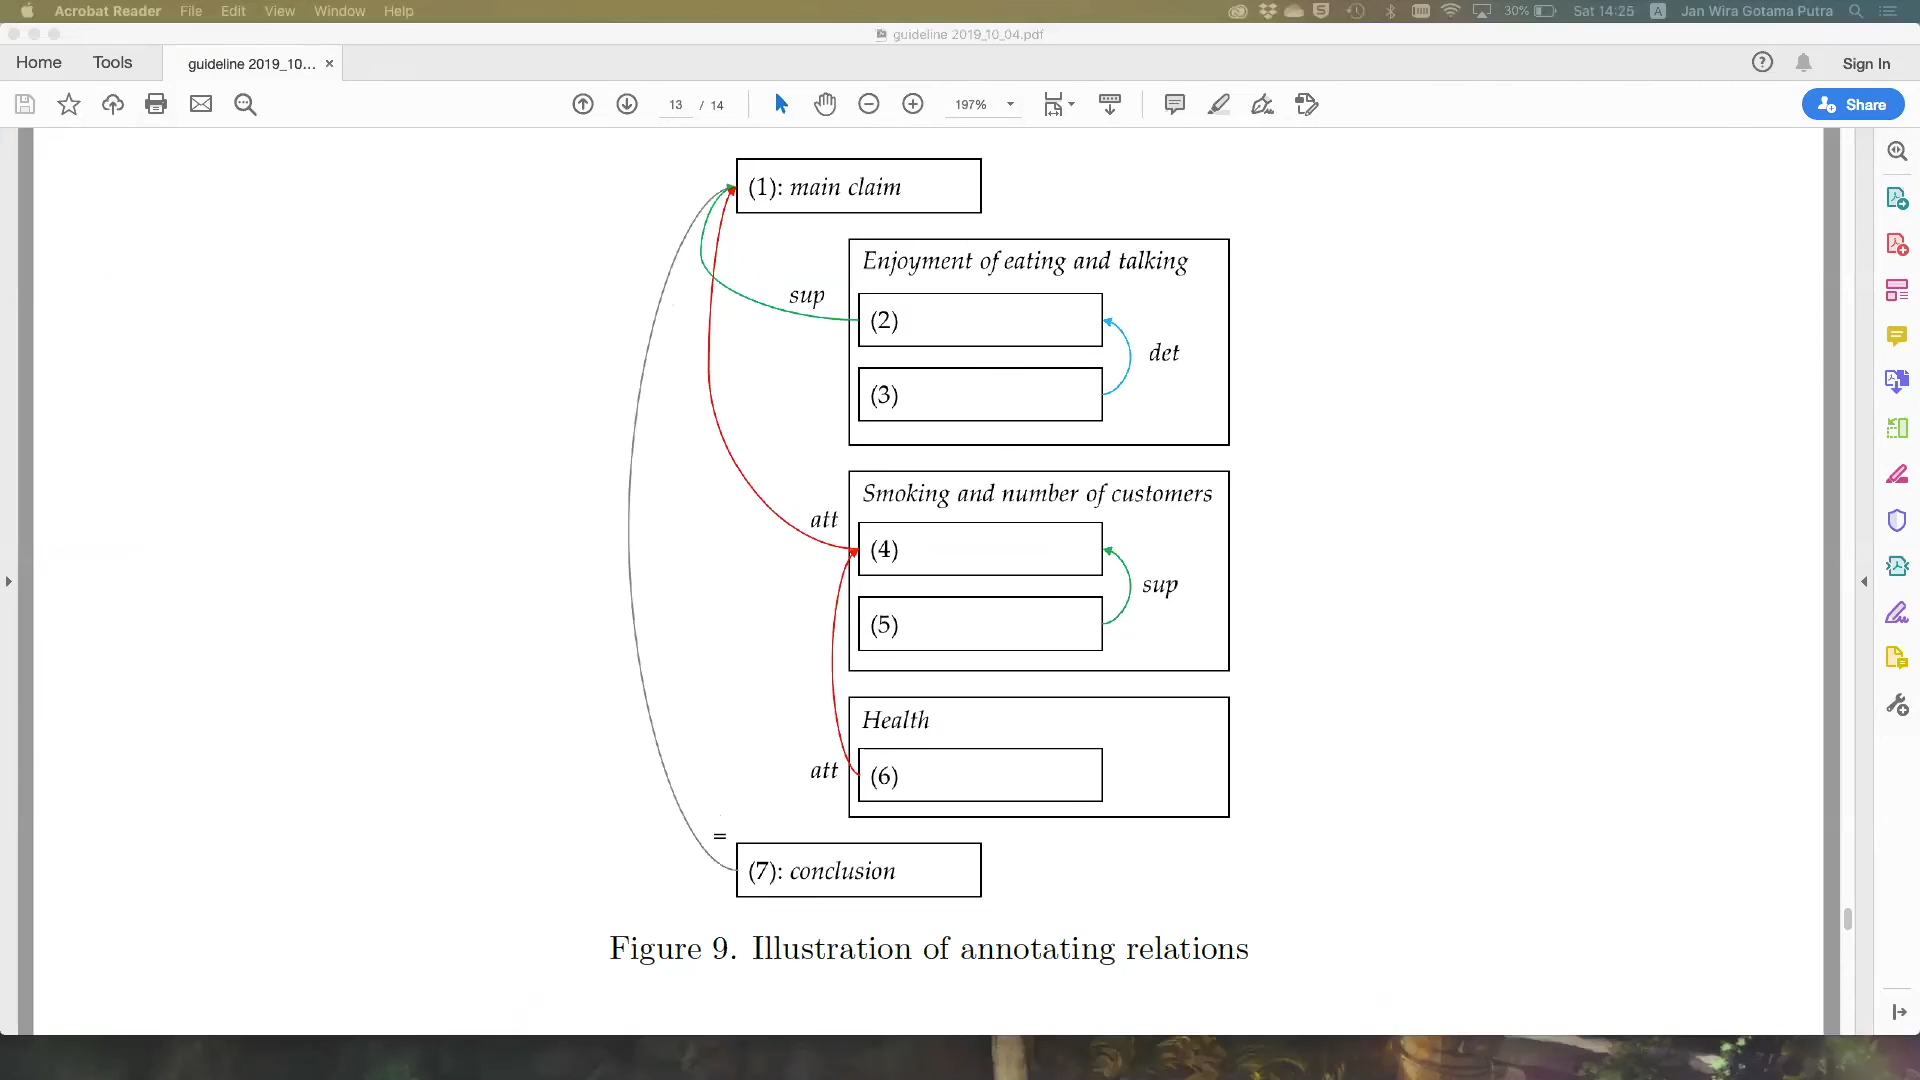 Acrobat Reader File Edit View Window Help 30% Sat 14:25 A Jan Wira Gotama Putra
guideline 2019_10_04.pdf
Home Tools guideline 2019_10... × ? Sign In
13 / 14 197% Share
(1): main claim
Enjoyment of eating and talking
sup
(2)
det
(3)
Smoking and number of customers
att
(4)
sup
(5)
Health
att
(6)
=
(7): conclusion
Figure 9. Illustration of annotating relations